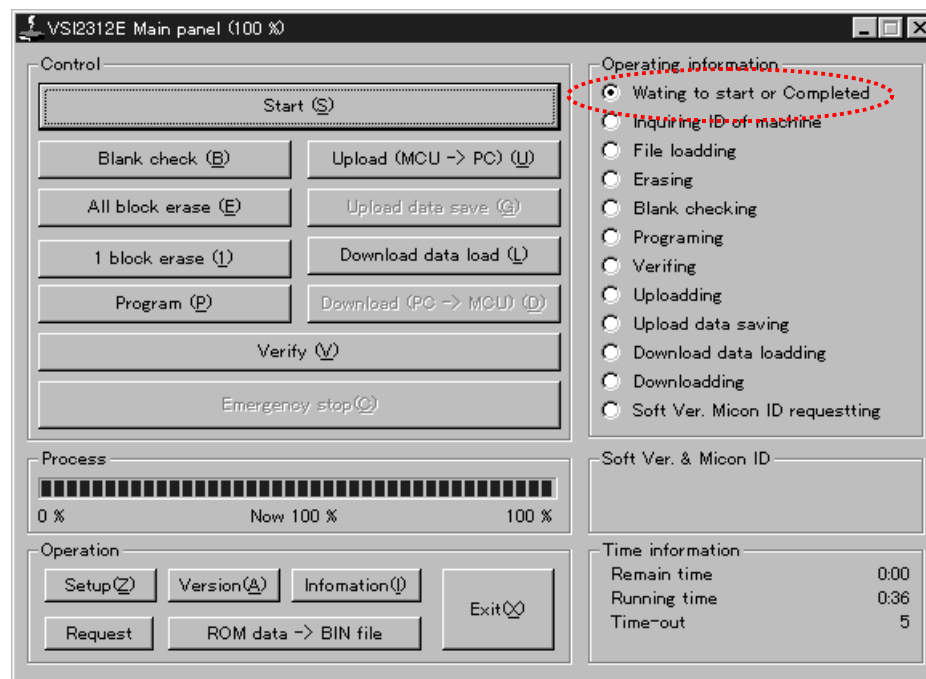 VSI2312E Main panel (100 %)
Control
Start (S)
Blank check (B)
Upload (MCU -> PC) (U)
All block erase (E)
Upload data save (G)
1 block erase (1)
Download data load (L)
Program (P)
Download (PC -> MCU) (D)
Verify (V)
Emergency stop(C)
Operating information
Wating to start or Completed
Inquiring ID of machine
File loadding
Erasing
Blank checking
Programing
Verifing
Uploadding
Upload data saving
Download data loadding
Downloadding
Soft Ver. Micon ID requestting
Process
0 %
Now 100 %
100 %
Soft Ver. & Micon ID
Operation
Setup(Z)
Version(A)
Infomation(I)
Exit(X)
Request
ROM data -> BIN file
Time information
Remain time 0:00
Running time 0:36
Time-out 5